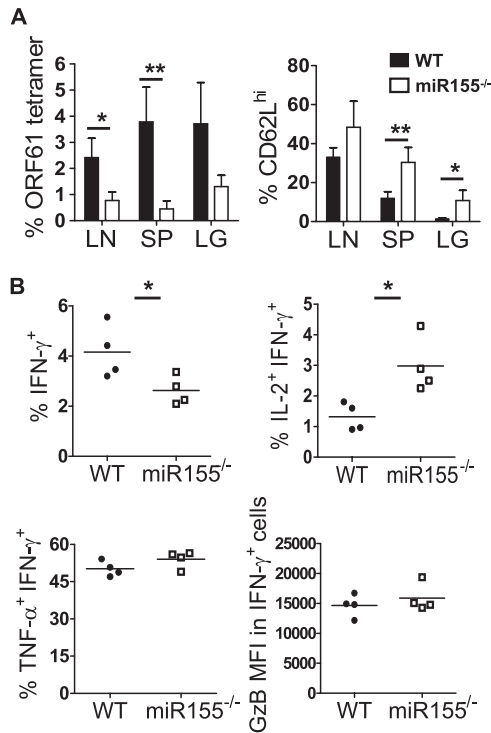 A
% ORF61 tetramer
6
5
4
3
2
1
0
* ** 
LN SP LG
% CD62Lhi
80
60
40
20
0
** *
LN SP LG
WT
miR155-/-
B
% IFN-γ+
6
4
2
0
*
WT miR155-/-
% IL-2+ IFN-γ+
5
4
3
2
1
0
*
WT miR155-/-
% TNF-α+ IFN-γ+
60
45
30
15
0
WT miR155-/-
GzB MFI in IFN-γ+ cells
25000
20000
15000
10000
5000
0
WT miR155-/-